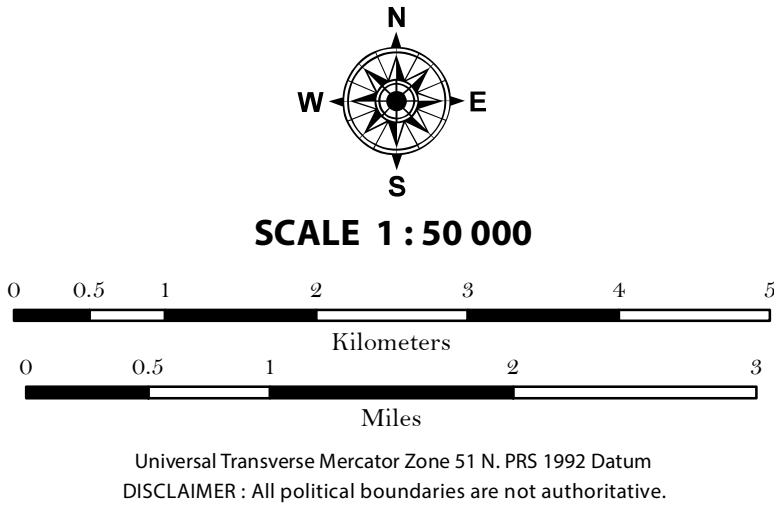 N
W E
S
SCALE 1 : 50 000
0 0.5 1 2 3 4 5
Kilometers
0 0.5 1 2 3
Miles
Universal Transverse Mercator Zone 51 N. PRS 1992 Datum
DISCLAIMER : All political boundaries are not authoritative.